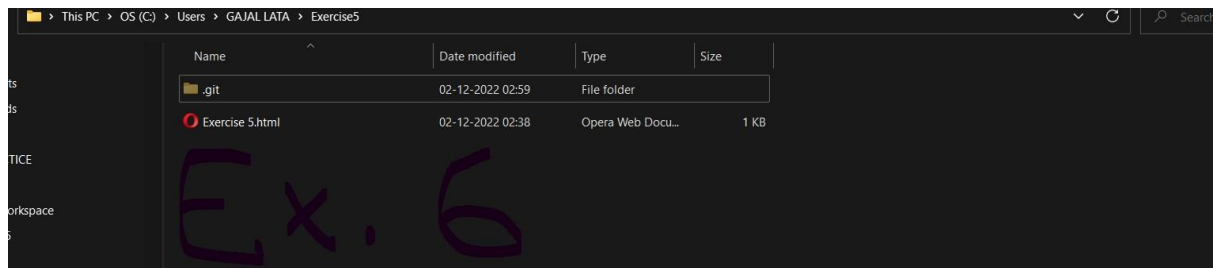 This PC > OS (C:) > Users > GAJAL LATA > Exercise5 Search
Name Date modified Type Size
ts
.git 02-12-2022 02:59 File folder
ds
Exercise 5.html 02-12-2022 02:38 Opera Web Docu... 1 KB
TICE
Ex. 6
orkspace
5